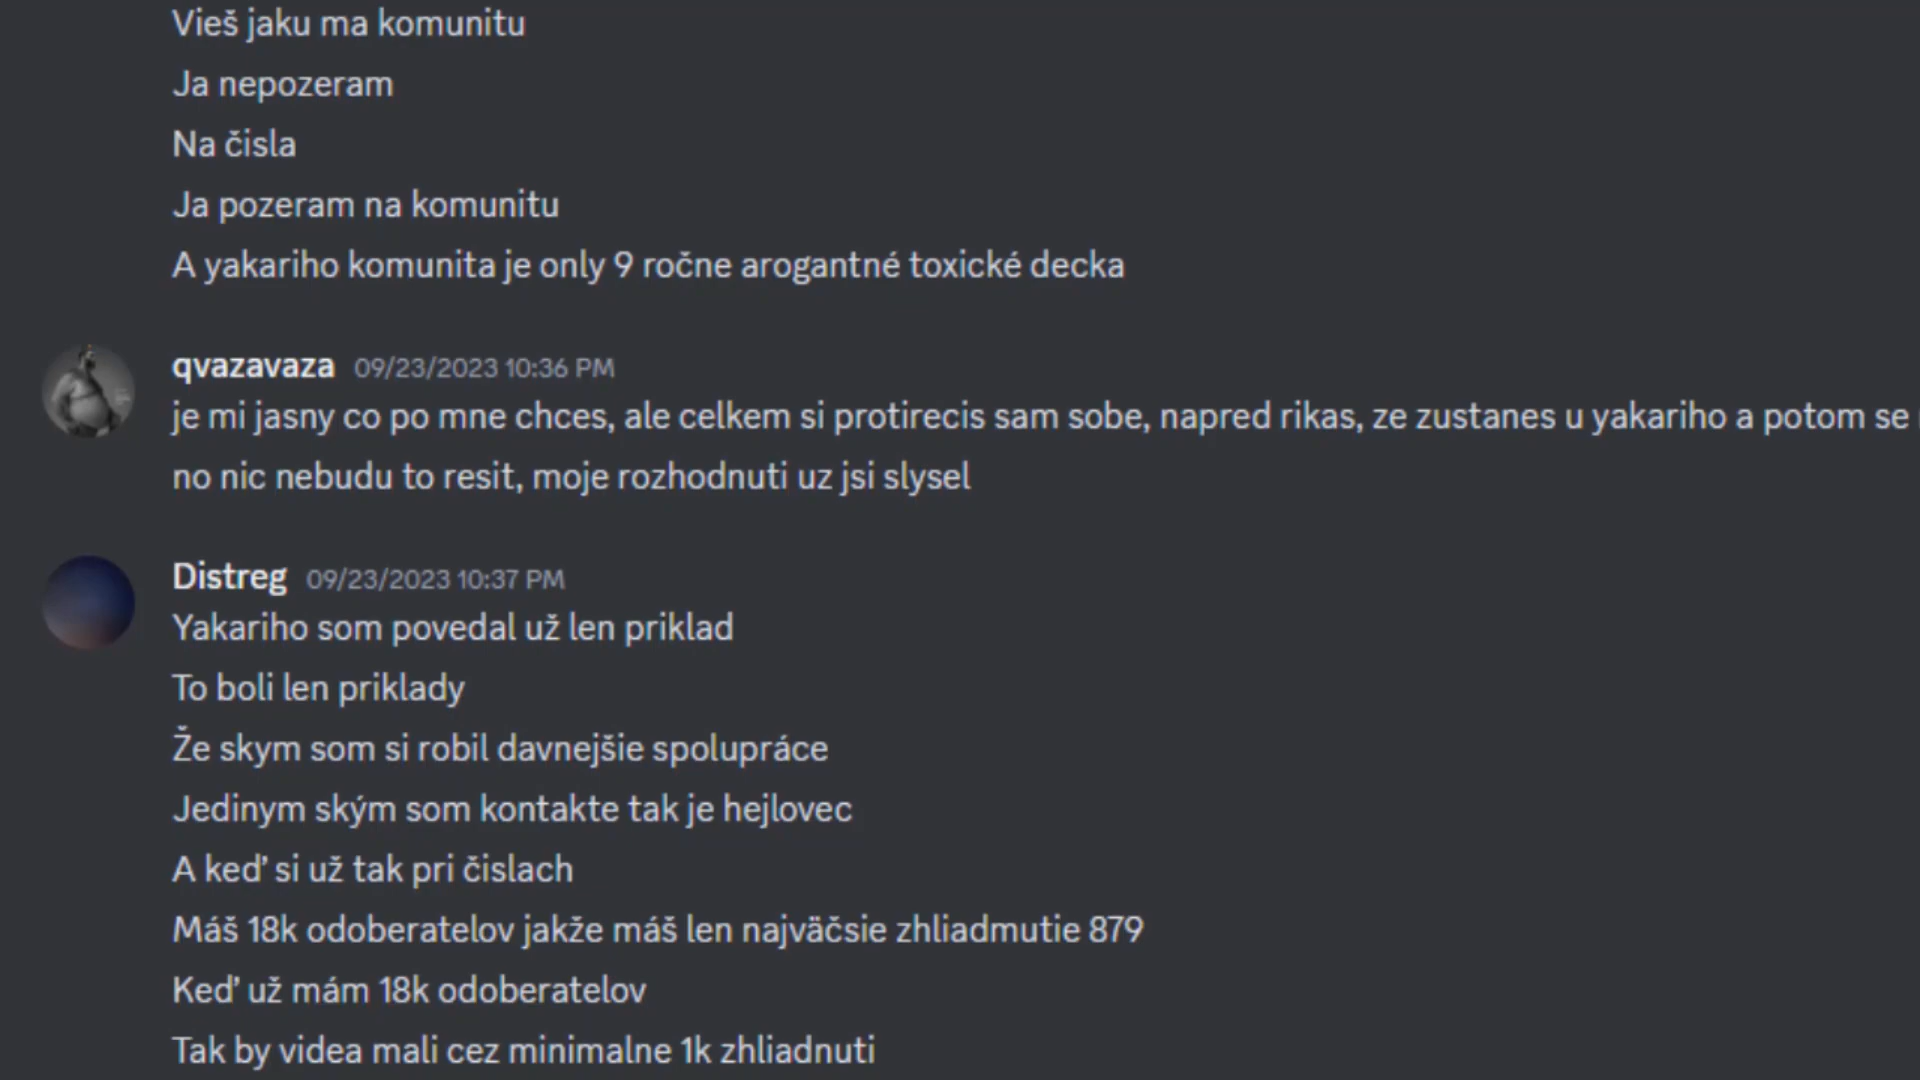 Vieš jaku ma komunitu
Ja nepozeram
Na čisla
Ja pozeram na komunitu
A yakariho komunita je only 9 ročne arogantné toxické decka
qvazavaza 09/23/2023 10:36 PM
je mi jasny co po mne chces, ale celkem si protirecis sam sobe, napred rikas, ze zustanes u yakariho a potom se
no nic nebudu to resit, moje rozhodnuti uz jsi slysel
Distreg 09/23/2023 10:37 PM
Yakariho som povedal už len priklad
To boli len priklady
Že skym som si robil davnejšie spolupráce
Jedinym ským som kontakte tak je hejlovec
A keď si už tak pri čislach
Máš 18k odoberatelov jakže máš len najväčsie zhliadmutie 879
Keď už mám 18k odoberatelov
Tak by videa mali cez minimalne 1k zhliadnuti